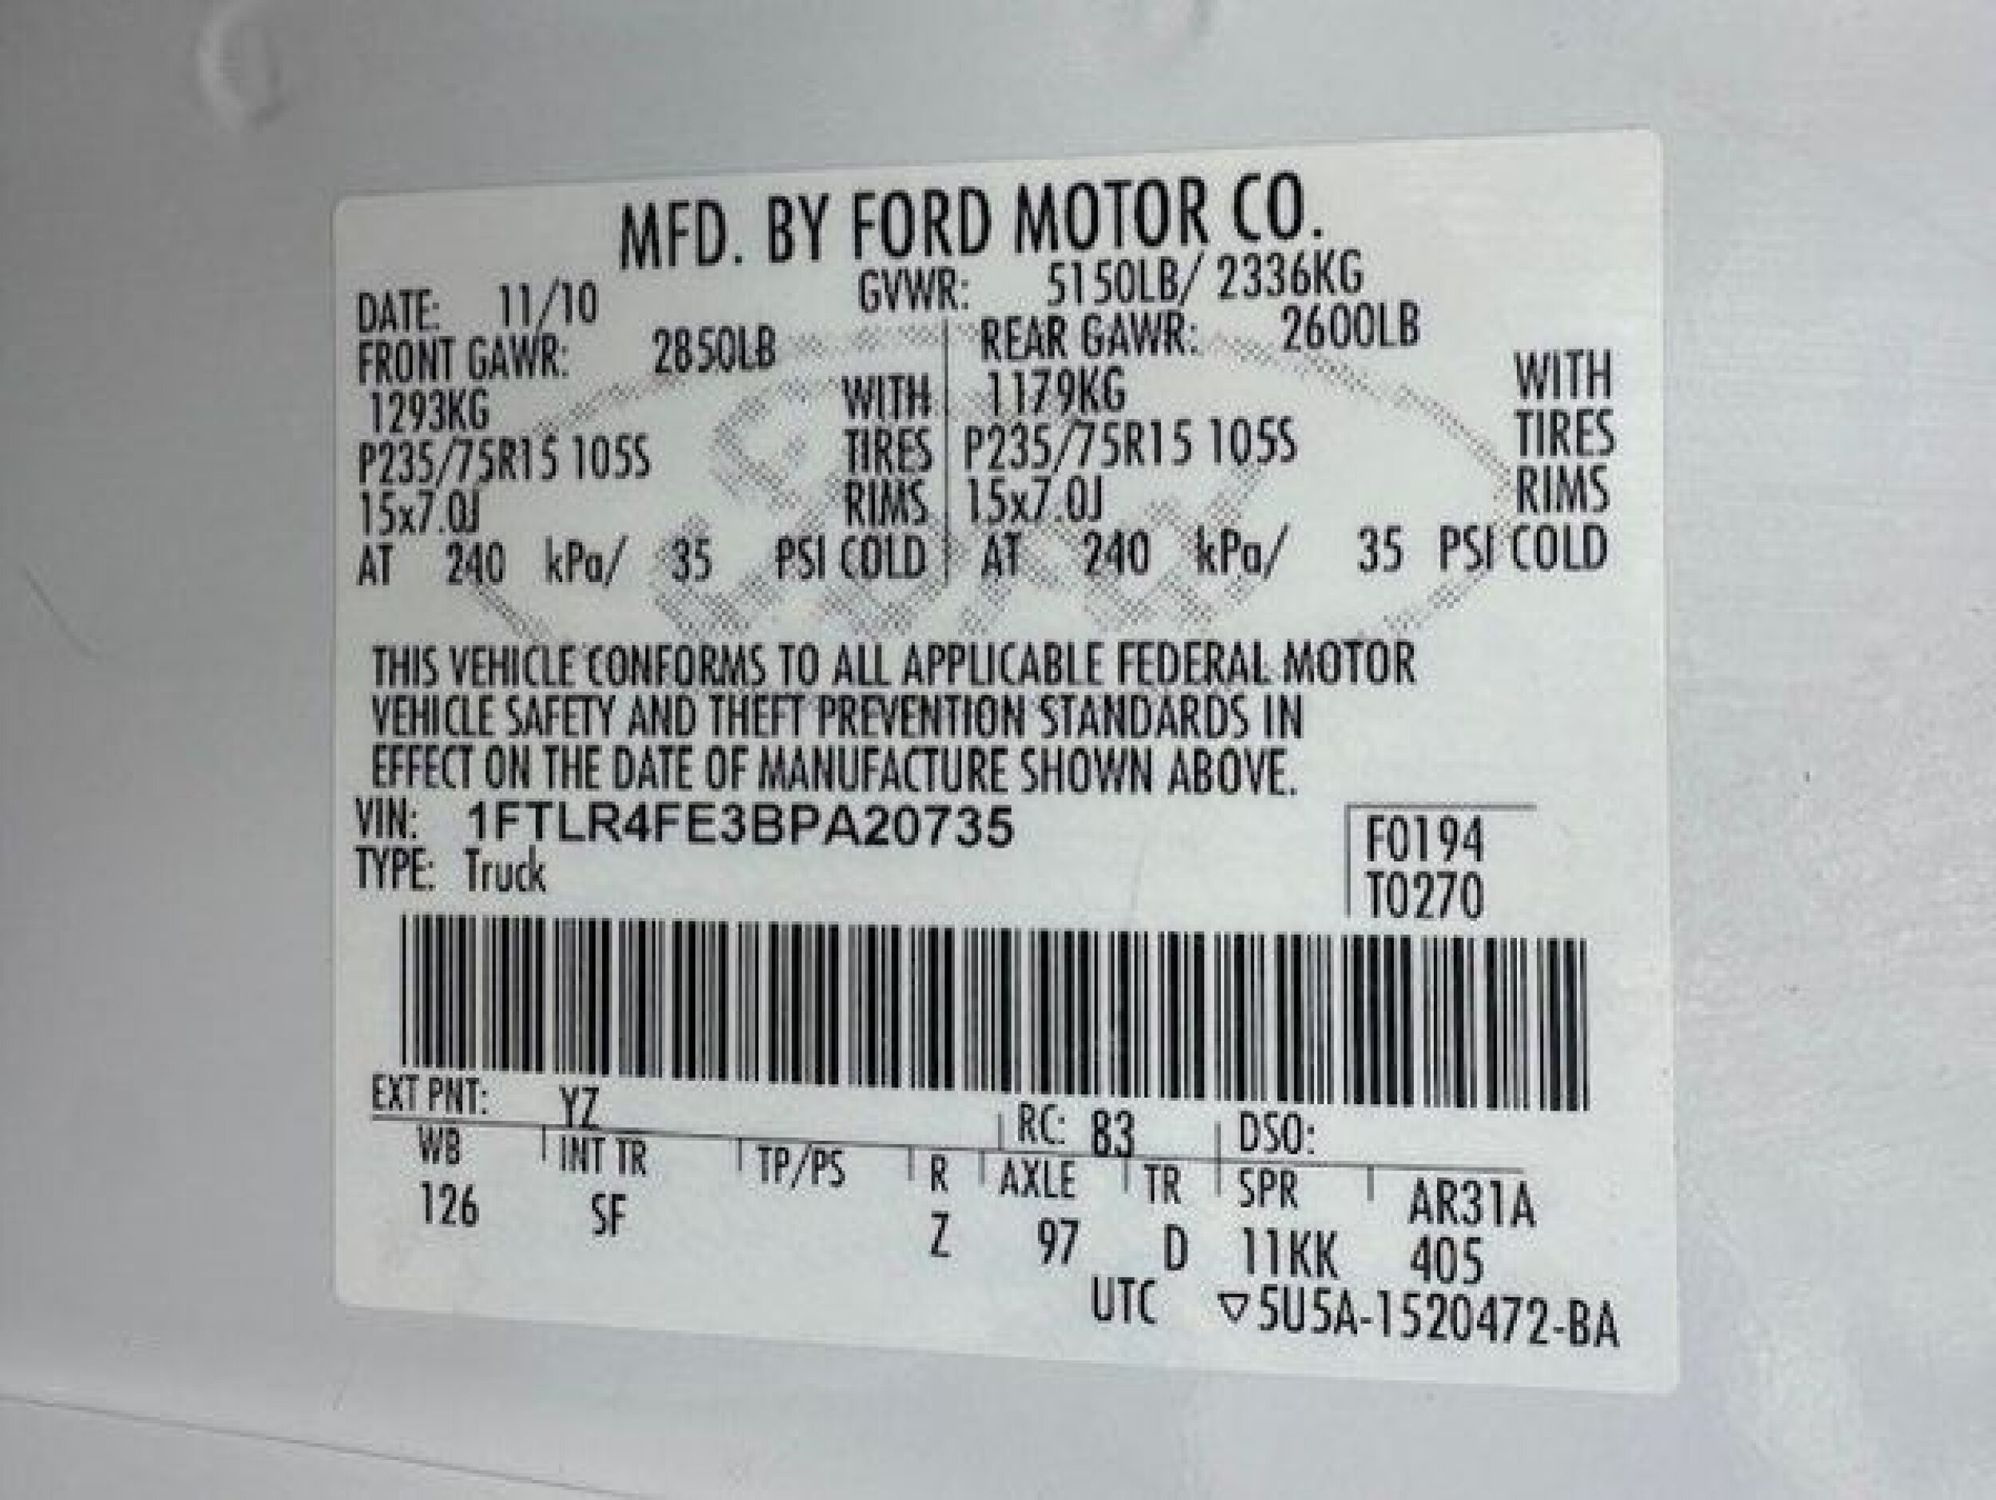 MFD. BY FORD MOTOR CO.
DATE: 11/10 GVWR: 5150LB/ 2336KG
FRONT GAWR: 2850LB REAR GAWR: 2600LB
1293KG WITH 1179KG WITH
P235/75R15 105S TIRES P235/75R15 105S TIRES
15x7.0J RIMS 15x7.0J RIMS
AT 240 kPa/ 35 PSI COLD AT 240 kPa/ 35 PSI COLD
THIS VEHICLE CONFORMS TO ALL APPLICABLE FEDERAL MOTOR
VEHICLE SAFETY AND THEFT PREVENTION STANDARDS IN
EFFECT ON THE DATE OF MANUFACTURE SHOWN ABOVE.
VIN: 1FTLR4FE3BPA20735 F0194
TYPE: Truck T0270
EXT PNT: YZ RC: 83 DSO:
WB INT TR TP/PS R AXLE TR SPR AR31A
126 SF Z 97 D 11KK 405
UTC ▽5U5A-1520472-BA